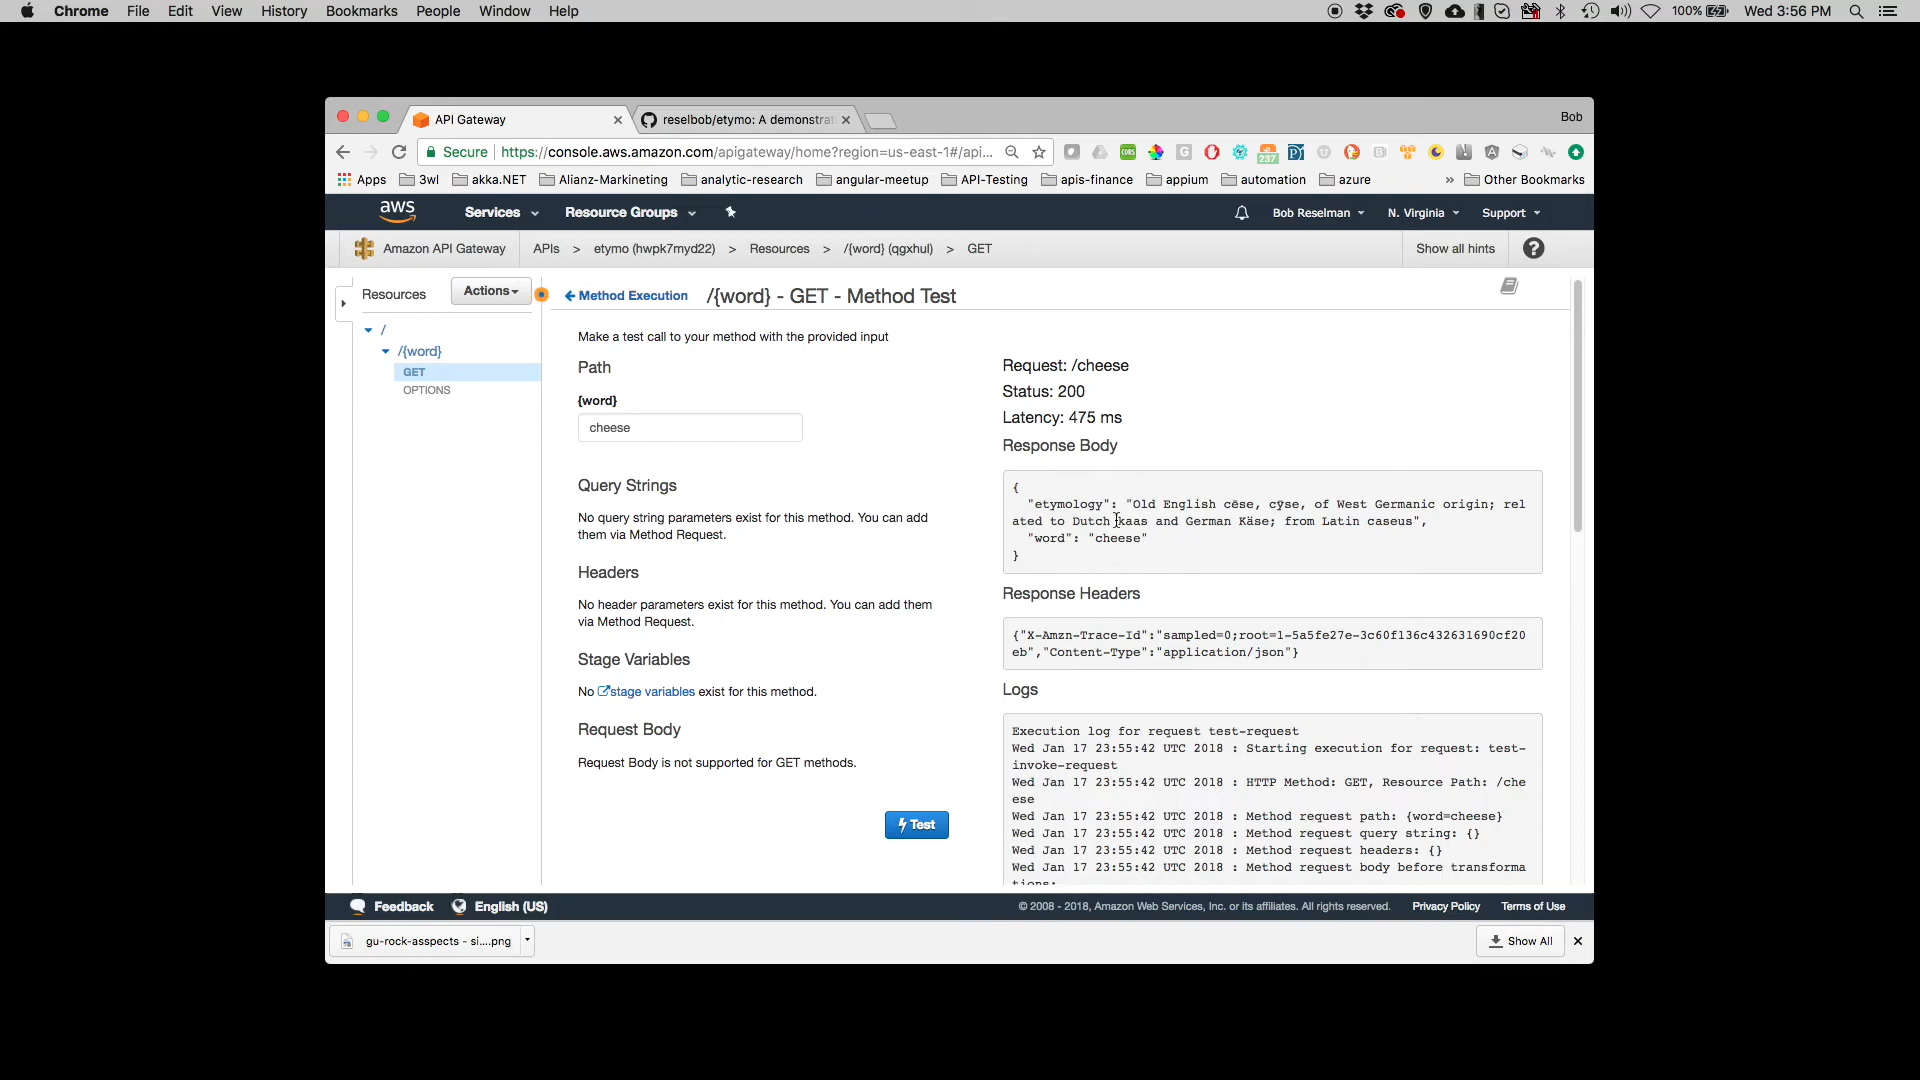 Chrome File Edit View History Bookmarks People Window Help 100% Wed 3:56 PM
API Gateway reselbob/etymo: A demonstrat Bob
Secure https://console.aws.amazon.com/apigateway/home?region=us-east-1#/api... CORS 237
Apps 3wl akka.NET Alianz-Markineting analytic-research angular-meetup API-Testing apis-finance appium automation azure » Other Bookmarks
aws Services Resource Groups Bob Reselman N. Virginia Support
Amazon API Gateway APIs > etymo (hwpk7myd22) > Resources > /{word} (qgxhul) > GET Show all hints ?
Resources Actions Method Execution /{word} - GET - Method Test
/
/{word}
GET
OPTIONS
Make a test call to your method with the provided input
Path
{word}
cheese
Query Strings
No query string parameters exist for this method. You can add
them via Method Request.
Headers
No header parameters exist for this method. You can add them
via Method Request.
Stage Variables
No stage variables exist for this method.
Request Body
Request Body is not supported for GET methods.
Test
Request: /cheese
Status: 200
Latency: 475 ms
Response Body
{
"etymology": "Old English cēse, cȳse, of West Germanic origin; rel
ated to Dutch kaas and German Käse; from Latin caseus",
"word": "cheese"
}
Response Headers
{"X-Amzn-Trace-Id":"sampled=0;root=1-5a5fe27e-3c60f136c432631690cf20
eb","Content-Type":"application/json"}
Logs
Execution log for request test-request
Wed Jan 17 23:55:42 UTC 2018 : Starting execution for request: test-
invoke-request
Wed Jan 17 23:55:42 UTC 2018 : HTTP Method: GET, Resource Path: /che
ese
Wed Jan 17 23:55:42 UTC 2018 : Method request path: {word=cheese}
Wed Jan 17 23:55:42 UTC 2018 : Method request query string: {}
Wed Jan 17 23:55:42 UTC 2018 : Method request headers: {}
Wed Jan 17 23:55:42 UTC 2018 : Method request body before transforma
tions:
Feedback English (US) © 2008 - 2018, Amazon Web Services, Inc. or its affiliates. All rights reserved. Privacy Policy Terms of Use
gu-rock-asspects - si....png Show All